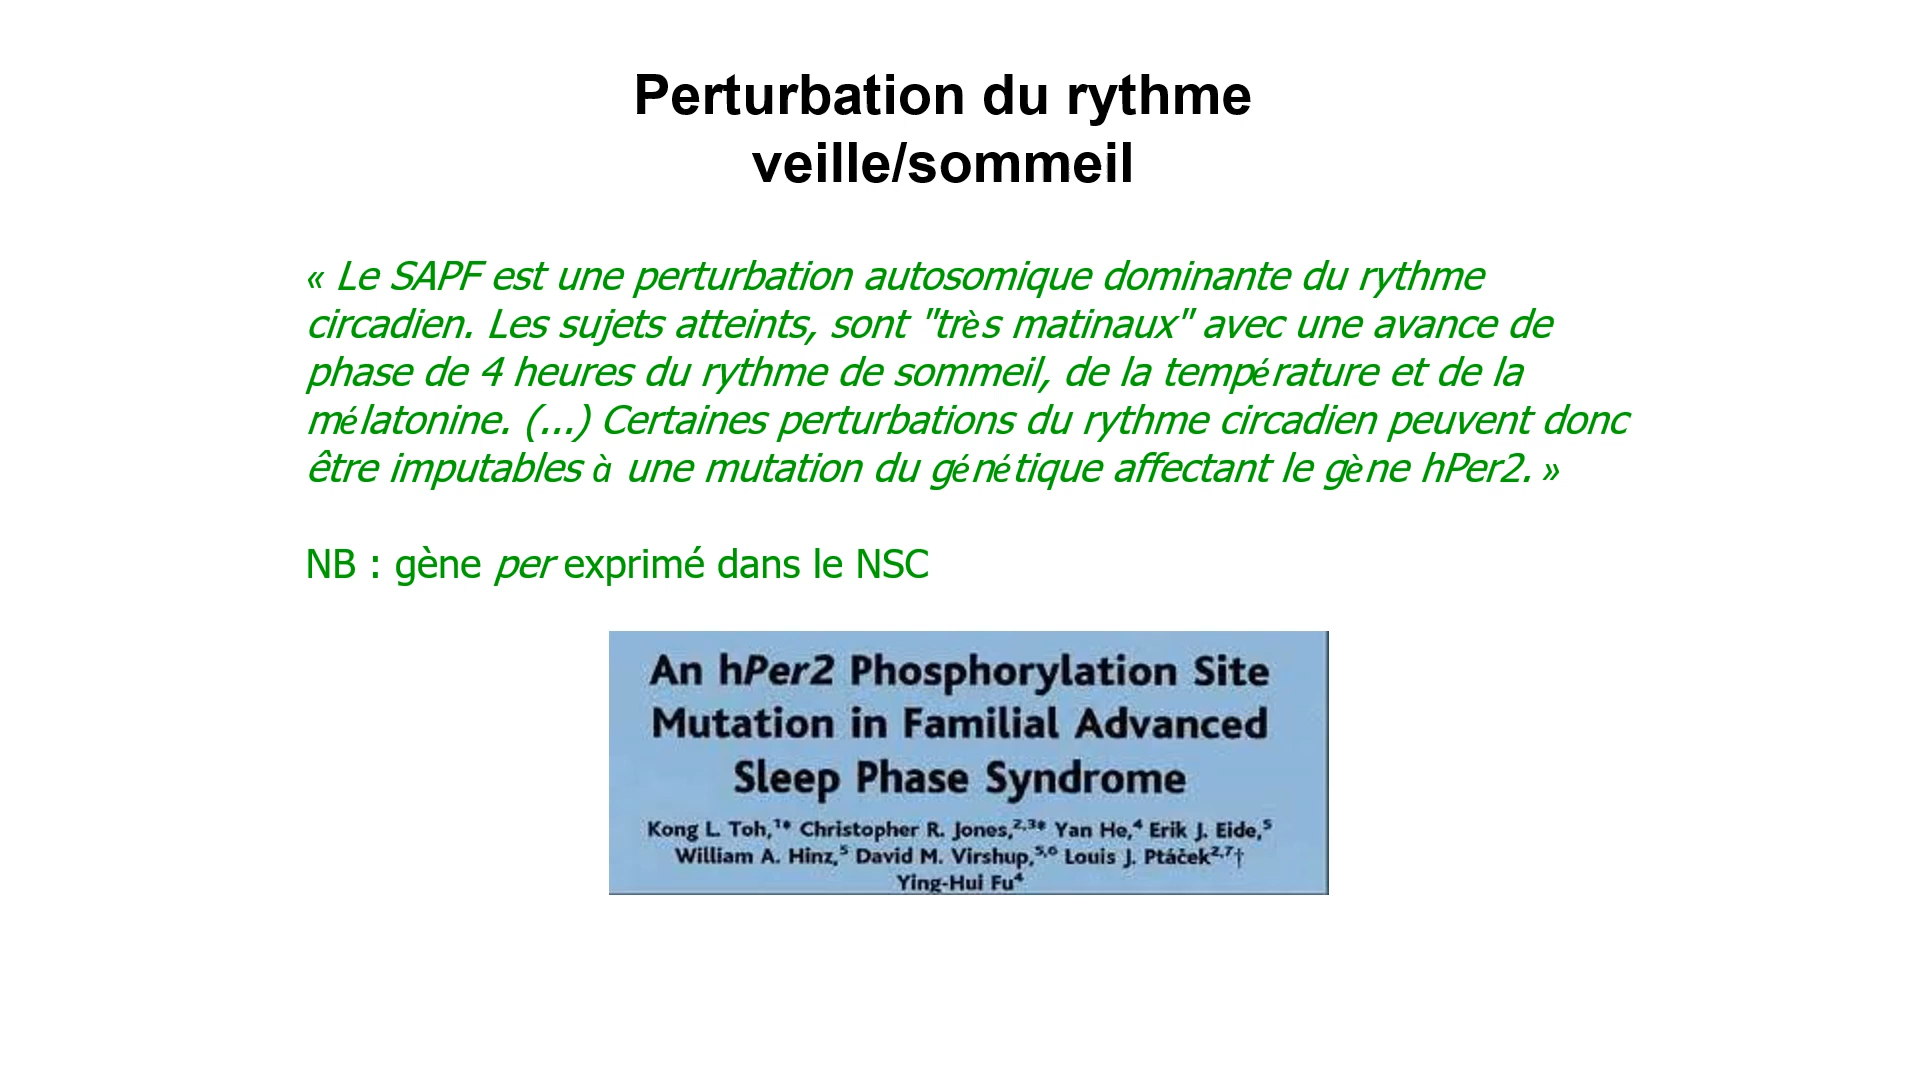 Perturbation du rythme
veille/sommeil
« Le SAPF est une perturbation autosomique dominante du rythme
circadien. Les sujets atteints, sont "très matinaux" avec une avance de
phase de 4 heures du rythme de sommeil, de la température et de la
mélatonine. (...) Certaines perturbations du rythme circadien peuvent donc
être imputables à une mutation du génétique affectant le gène hPer2. »
NB : gène per exprimé dans le NSC
An hPer2 Phosphorylation Site
Mutation in Familial Advanced
Sleep Phase Syndrome
Kong L. Toh,¹* Christopher R. Jones,²,³* Yan He,⁴ Erik J. Eide,⁵
William A. Hinz,⁵ David M. Virshup,⁵,⁶ Louis J. Ptáček²,⁷†
Ying-Hui Fu⁴